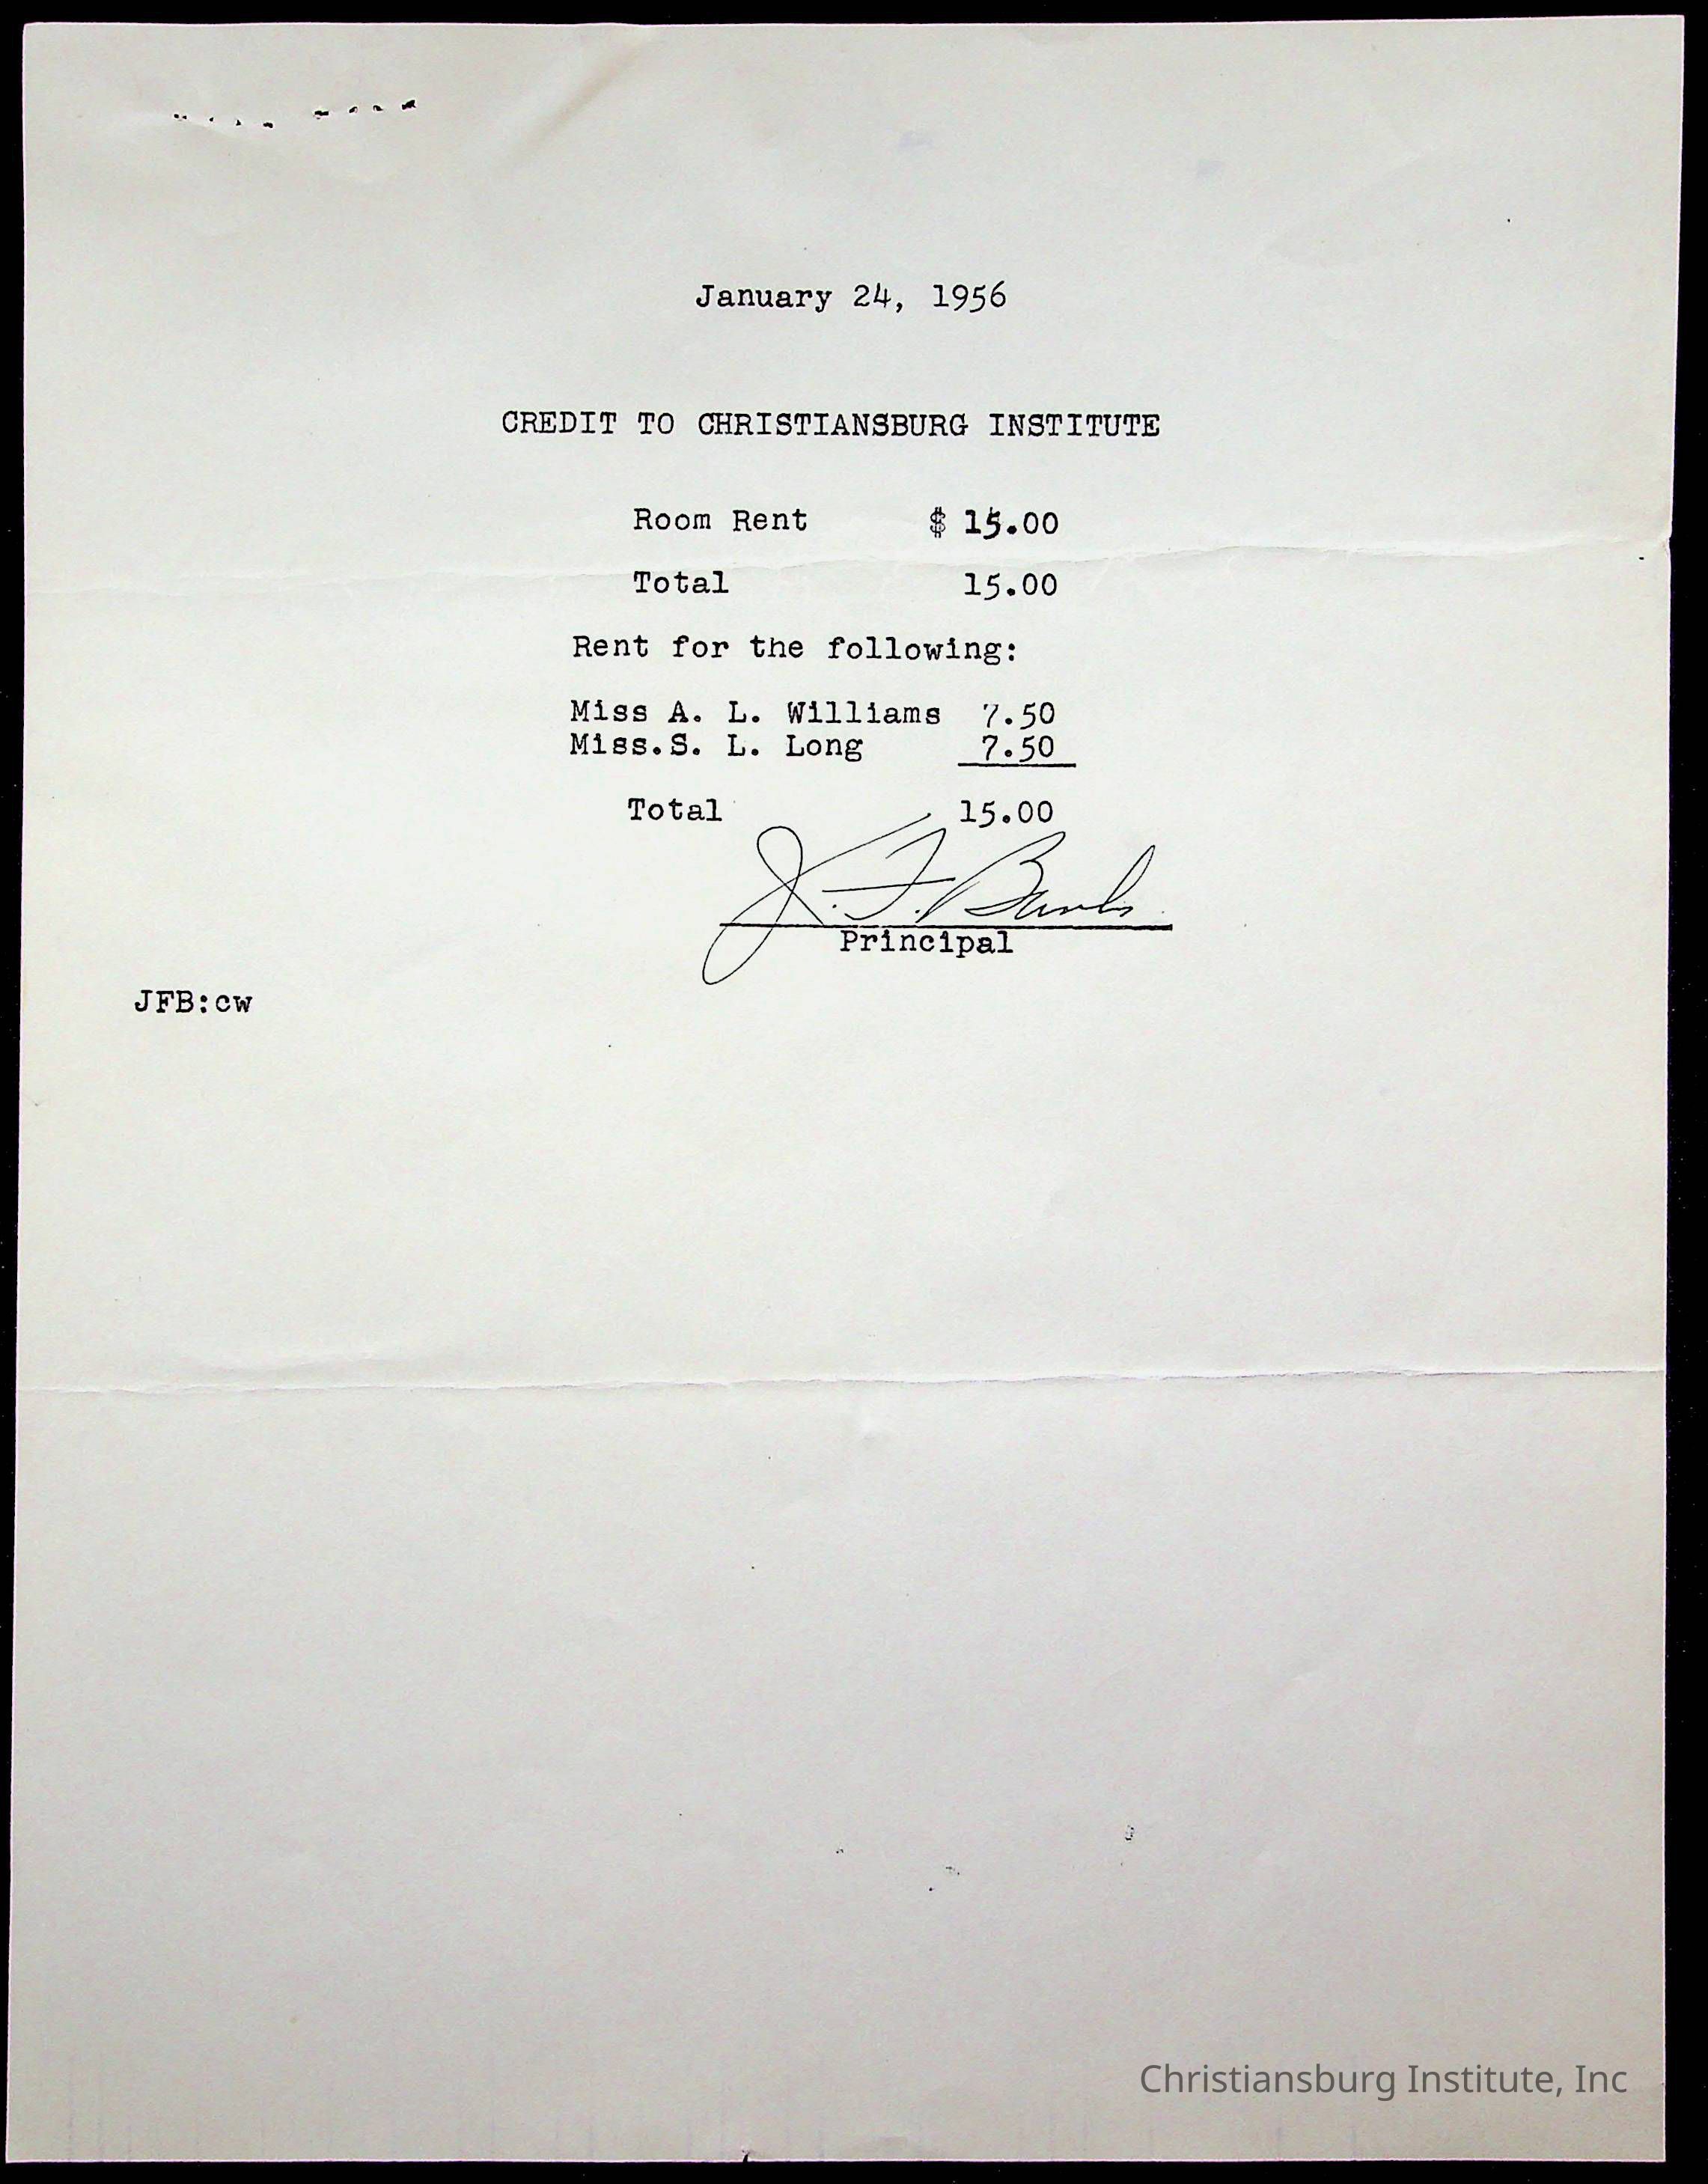 January 24, 1956
CREDIT TO CHRISTIANSBURG INSTITUTE
Room Rent $ 15.00
Total 15.00
Rent for the following:
Miss A. L. Williams 7.50
Miss.S. L. Long 7.50
Total 15.00
J. F. Banks
Principal
JFB:cw
Christiansburg Institute, Inc